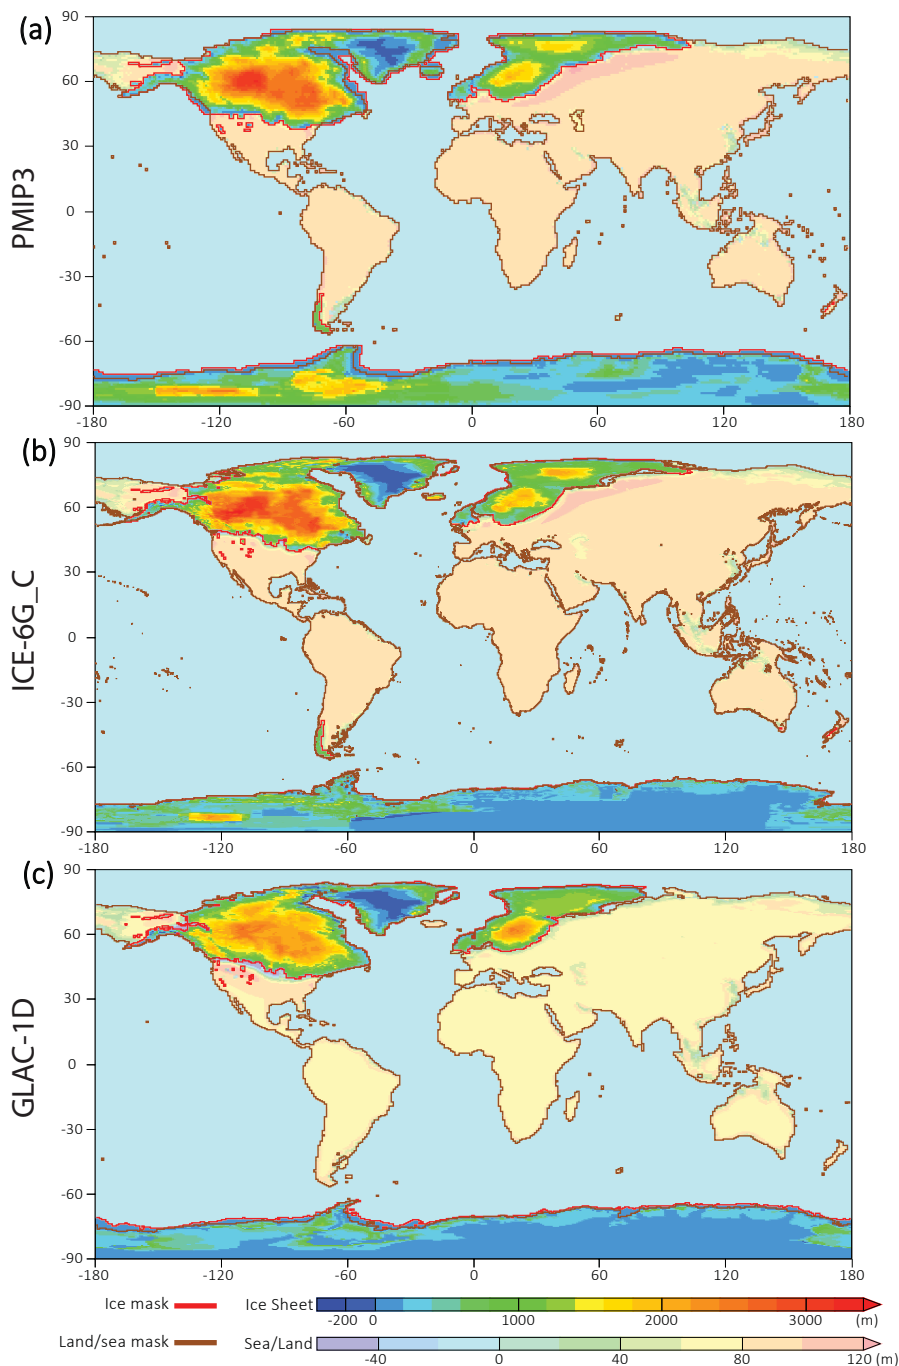 (a)
PMIP3
90
60
30
0
-30
-60
-90
-180 -120 -60 0 60 120 180
(b)
ICE-6G_C
90
60
30
0
-30
-60
-90
-180 -120 -60 0 60 120 180
(c)
GLAC-1D
90
60
30
0
-30
-60
-90
-180 -120 -60 0 60 120 180
Ice mask Ice Sheet
-200 0 1000 2000 3000 (m)
Land/sea mask Sea/Land
-40 0 40 80 120 (m)